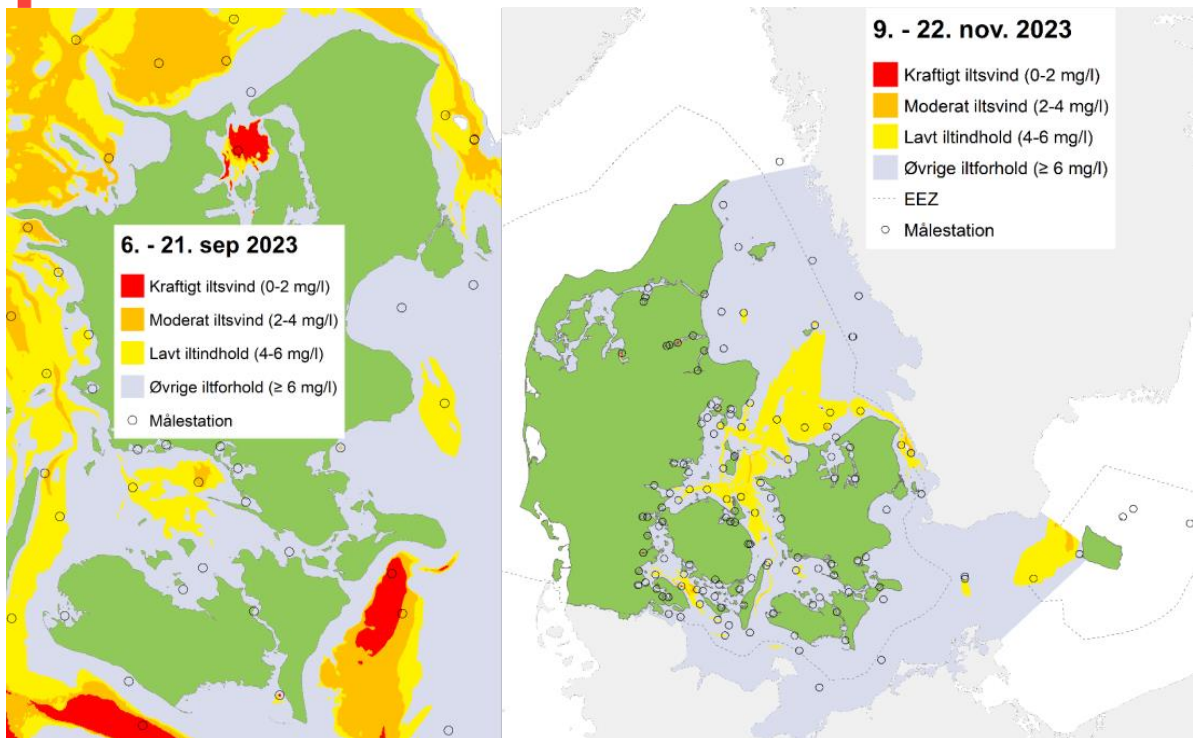 6. - 21. sep 2023
Kraftigt iltsvind (0-2 mg/l)
Moderat iltsvind (2-4 mg/l)
Lavt iltindhold (4-6 mg/l)
Øvrige iltforhold (≥ 6 mg/l)
Målestation
9. - 22. nov. 2023
Kraftigt iltsvind (0-2 mg/l)
Moderat iltsvind (2-4 mg/l)
Lavt iltindhold (4-6 mg/l)
Øvrige iltforhold (≥ 6 mg/l)
EEZ
Målestation